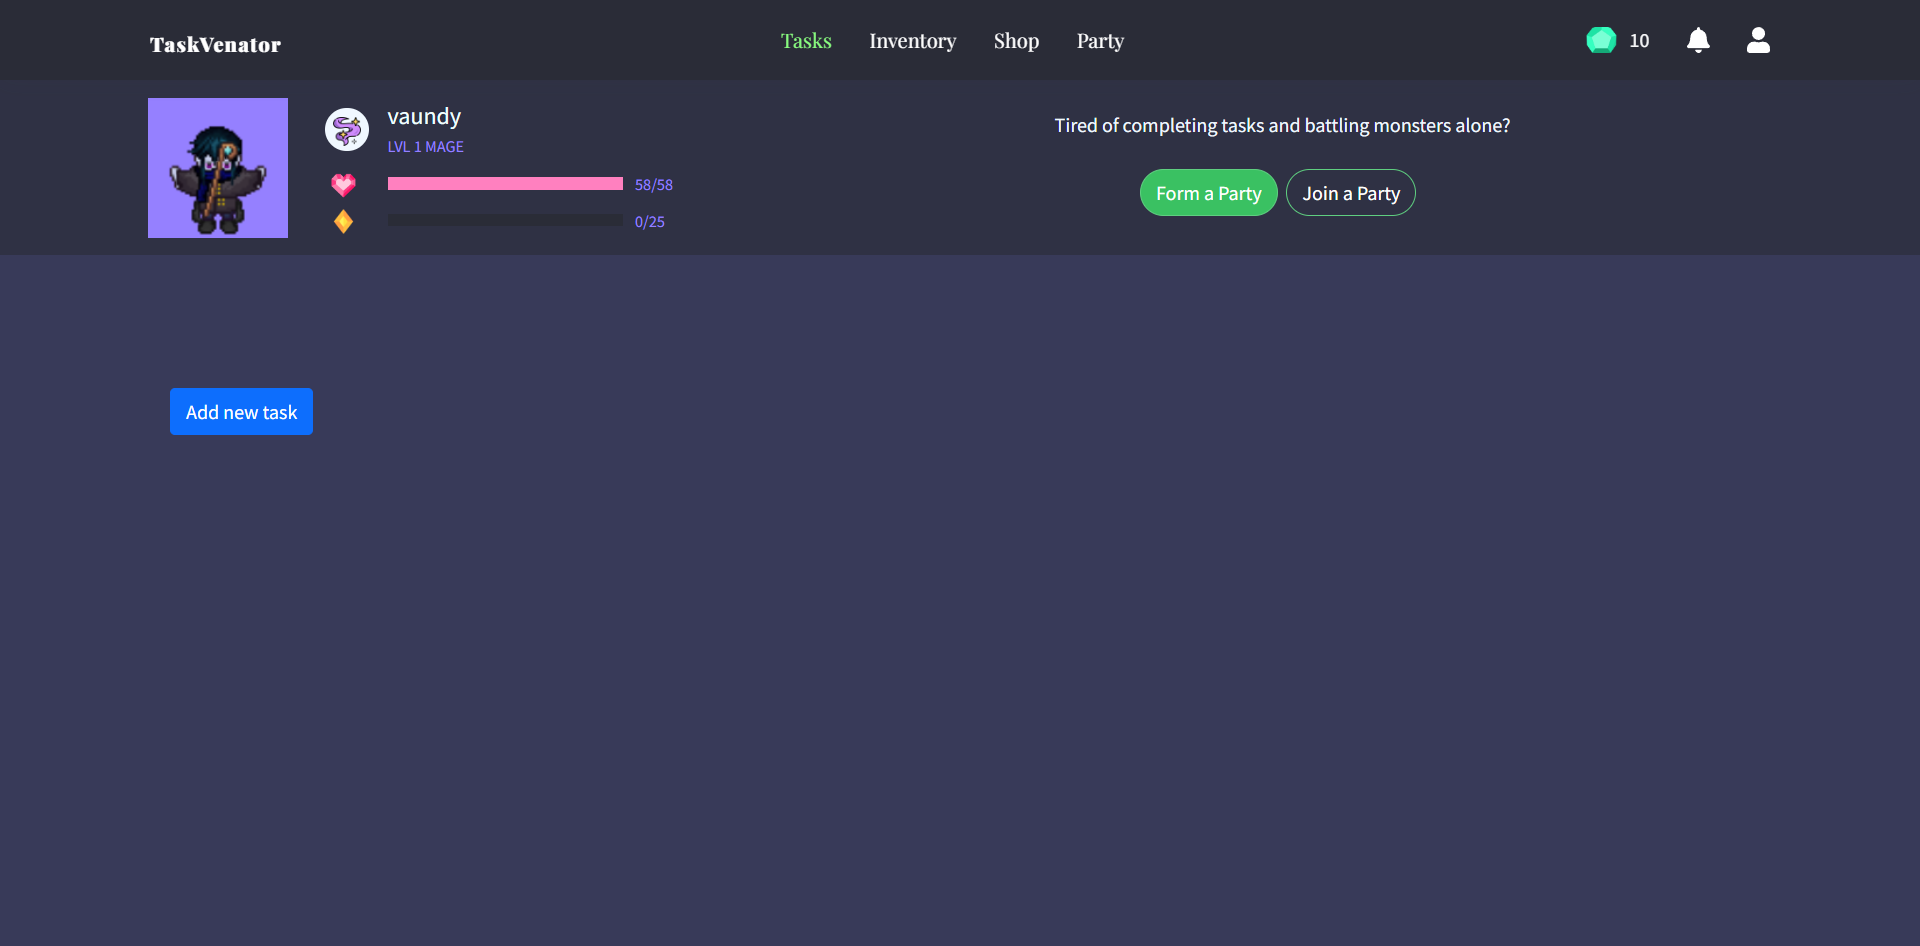 TaskVenator
Tasks Inventory Shop Party
10
vaundy
LVL 1 MAGE
58/58
0/25
Tired of completing tasks and battling monsters alone?
Form a Party Join a Party
Add new task